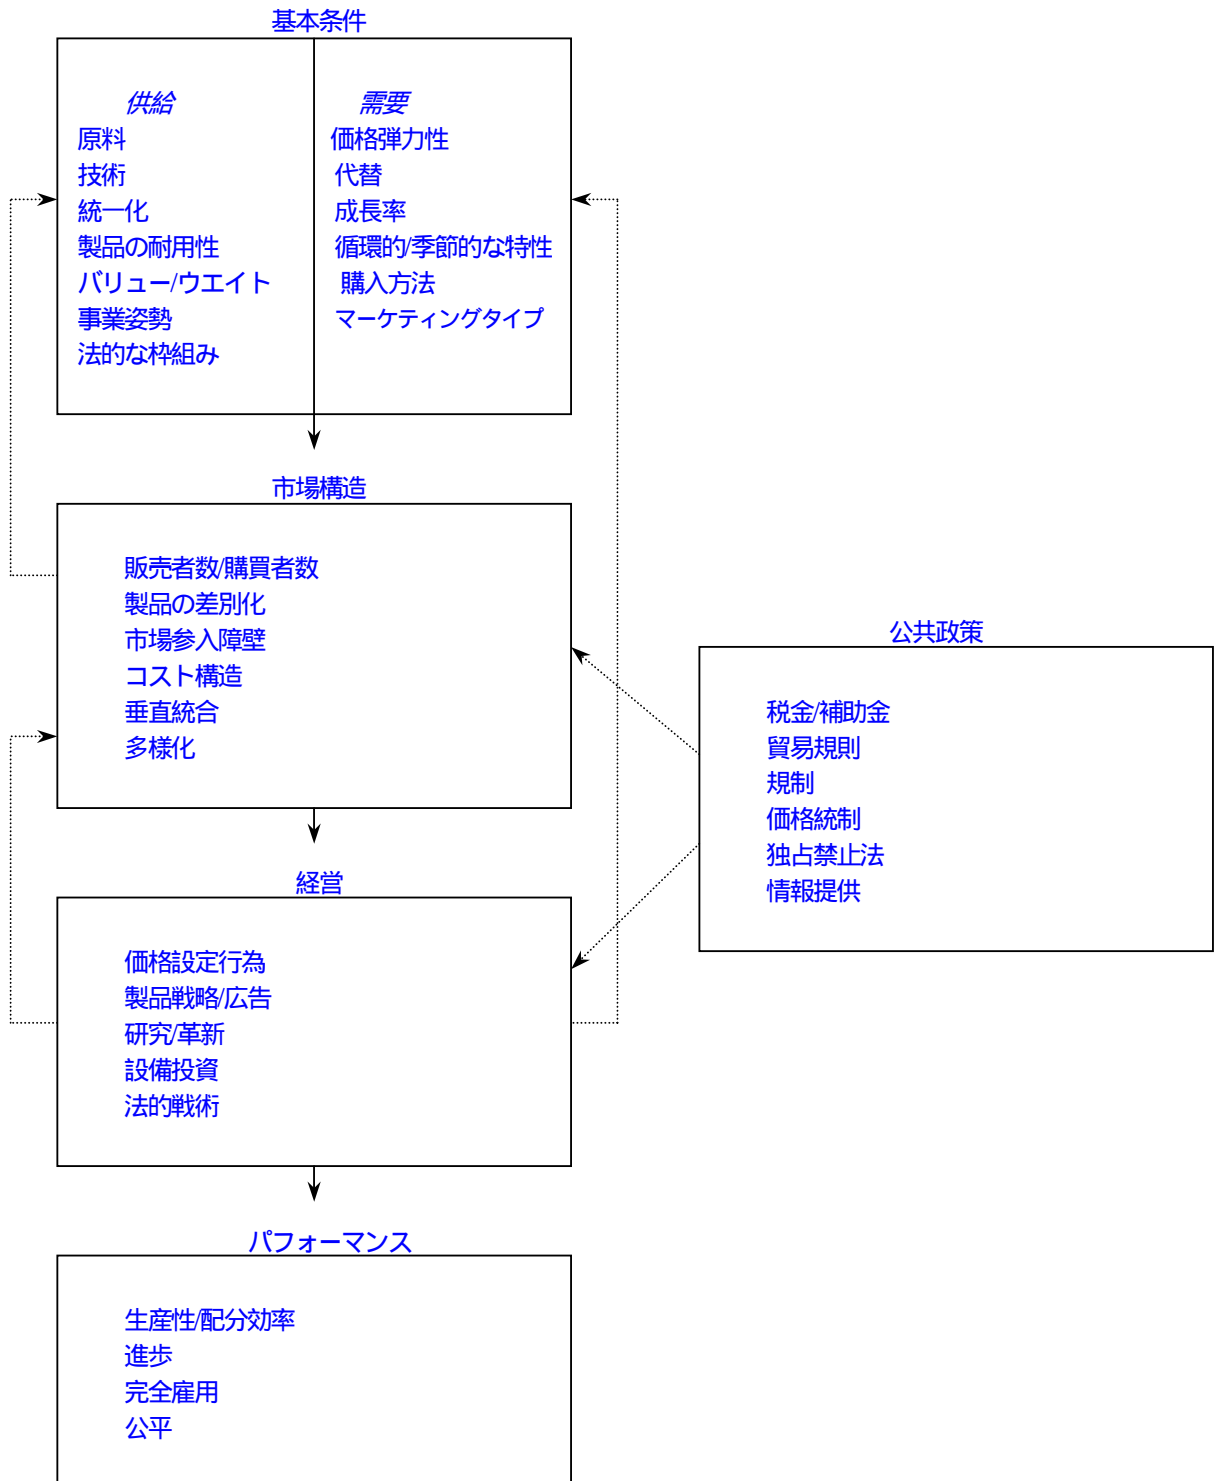 基本条件
供給
原料
技術
統一化
製品の耐用性
バリュー/ウエイト
事業姿勢
法的な枠組み
需要
価格弾力性
代替
成長率
循環的/季節的な特性
購入方法
マーケティングタイプ
市場構造
販売者数/購買者数
製品の差別化
市場参入障壁
コスト構造
垂直統合
多様化
公共政策
税金/補助金
貿易規則
規制
価格統制
独占禁止法
情報提供
経営
価格設定行為
製品戦略/広告
研究/革新
設備投資
法的戦術
パフォーマンス
生産性/配分効率
進歩
完全雇用
公平